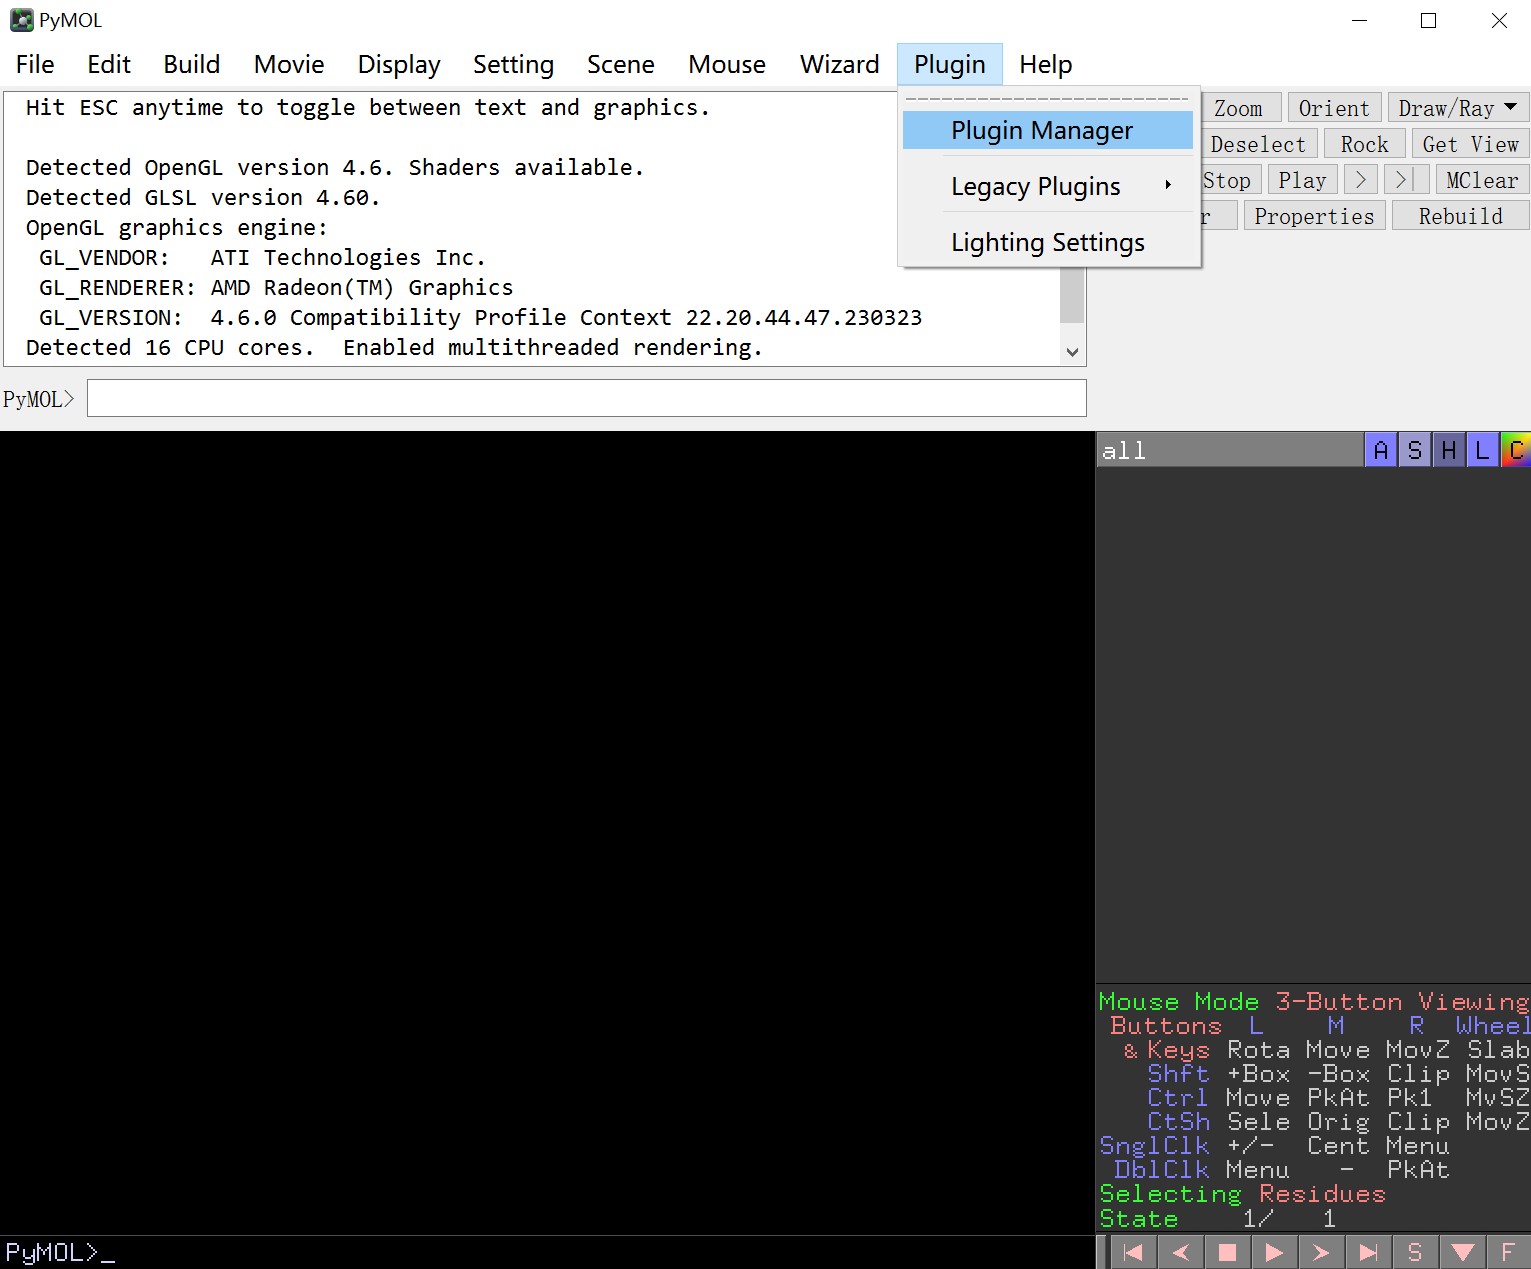 PyMOL
File Edit Build Movie Display Setting Scene Mouse Wizard Plugin Help
Hit ESC anytime to toggle between text and graphics.
Detected OpenGL version 4.6. Shaders available.
Detected GLSL version 4.60.
OpenGL graphics engine:
GL_VENDOR: ATI Technologies Inc.
GL_RENDERER: AMD Radeon(TM) Graphics
GL_VERSION: 4.6.0 Compatibility Profile Context 22.20.44.47.230323
Detected 16 CPU cores. Enabled multithreaded rendering.
Plugin Manager
Legacy Plugins
Lighting Settings
Zoom Orient Draw/Ray
Deselect Rock Get View
Stop Play > >| MClear
r Properties Rebuild
PyMOL>
all A S H L C
Mouse Mode 3-Button Viewing
Buttons L M R Wheel
& Keys Rota Move MovZ Slab
Shft +Box -Box Clip MovS
Ctrl Move PkAt Pk1 MvSZ
CtSh Sele Orig Clip MovZ
SnglClk +/- Cent Menu
DblClk Menu - PkAt
Selecting Residues
State 1/ 1
PyMOL>_
S F